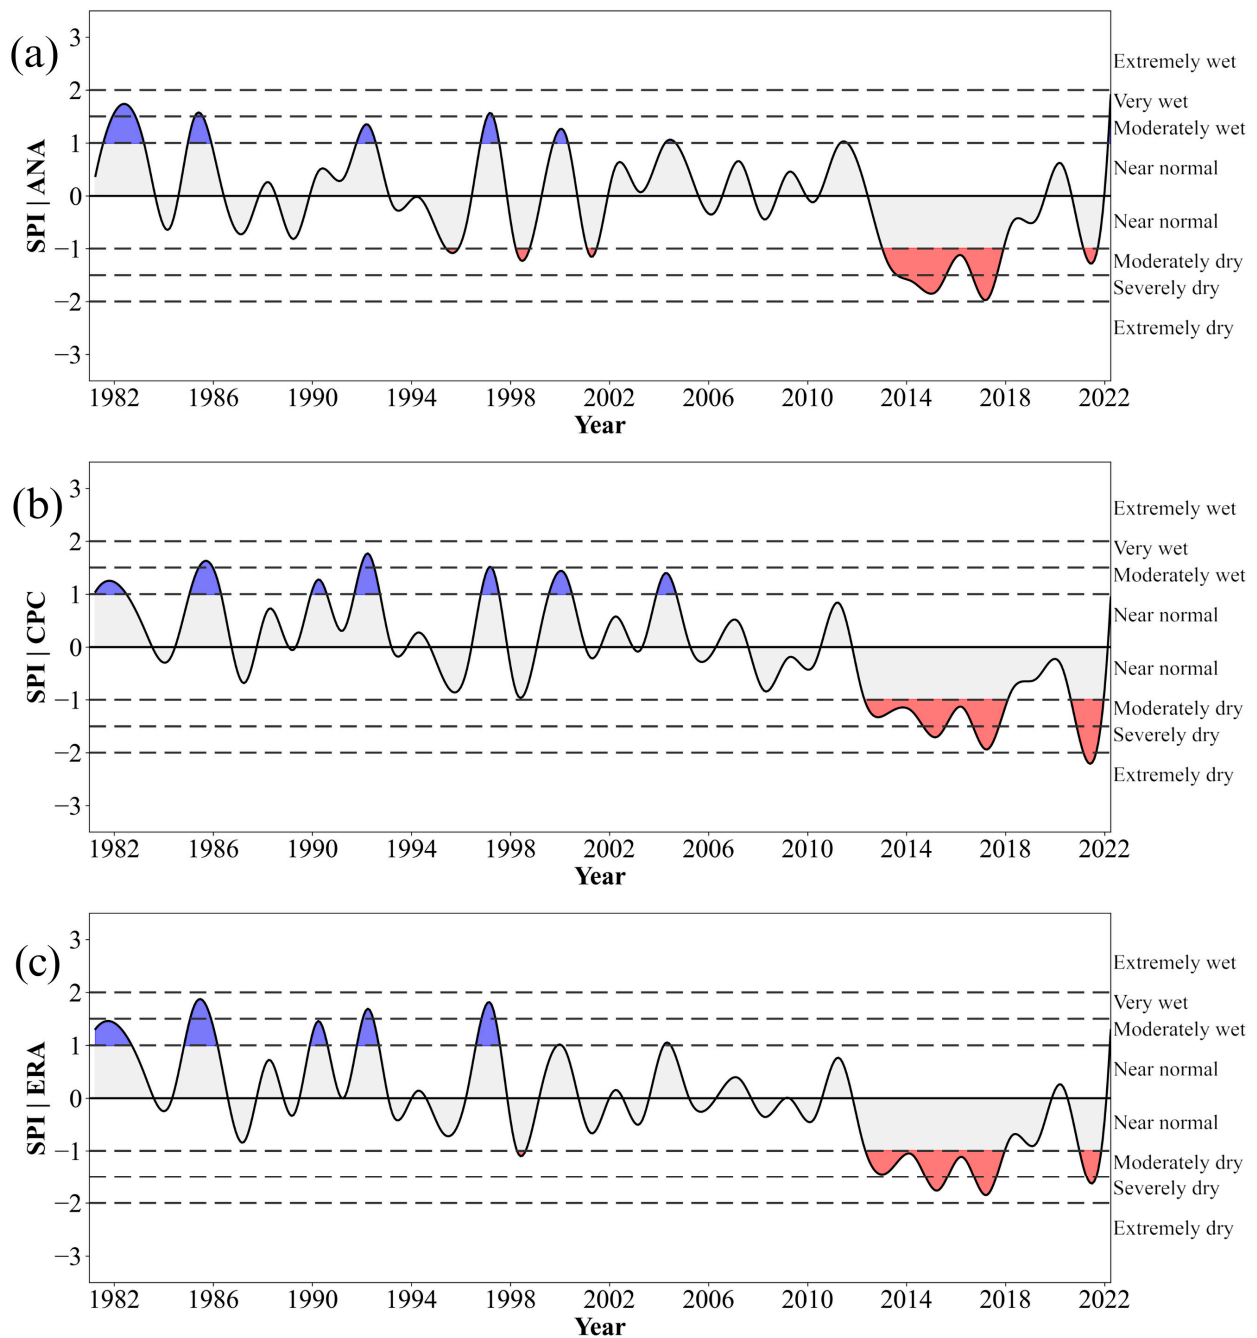 (a)
SPI | ANA
3
2
1
0
−1
−2
−3
Extremely wet
Very wet
Moderately wet
Near normal
Near normal
Moderately dry
Severely dry
Extremely dry
1982 1986 1990 1994 1998 2002 2006 2010 2014 2018 2022
Year
(b)
SPI | CPC
3
2
1
0
−1
−2
−3
Extremely wet
Very wet
Moderately wet
Near normal
Near normal
Moderately dry
Severely dry
Extremely dry
1982 1986 1990 1994 1998 2002 2006 2010 2014 2018 2022
Year
(c)
SPI | ERA
3
2
1
0
−1
−2
−3
Extremely wet
Very wet
Moderately wet
Near normal
Near normal
Moderately dry
Severely dry
Extremely dry
1982 1986 1990 1994 1998 2002 2006 2010 2014 2018 2022
Year